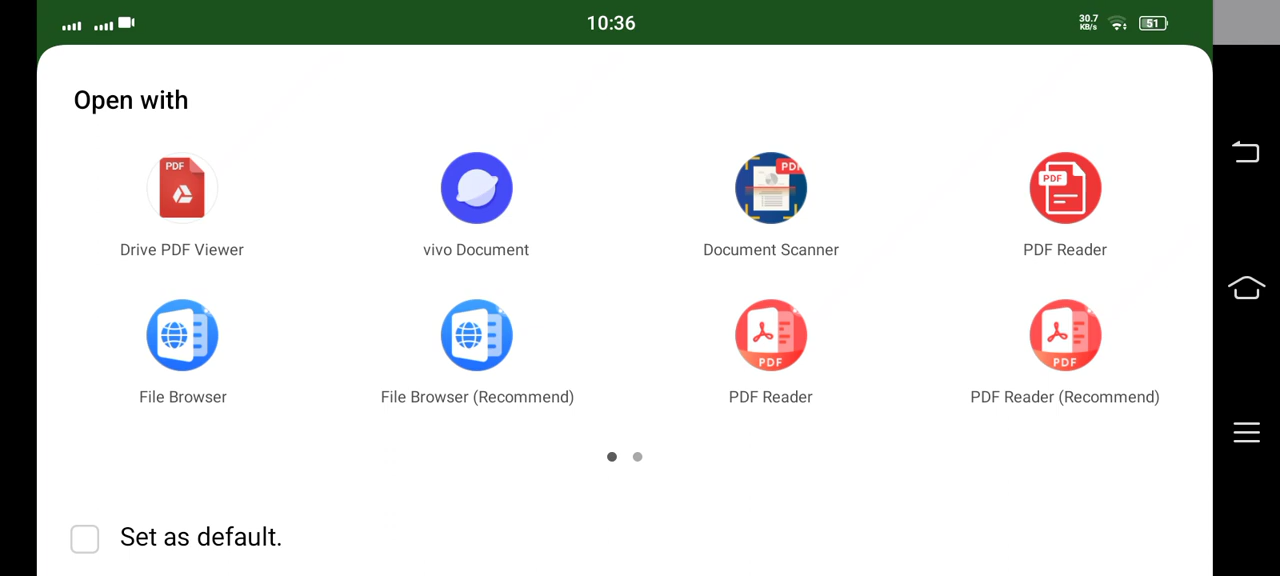 10:36
30.7
KB/s
51
Open with
PDF
PDF
PDF
Drive PDF Viewer
vivo Document
Document Scanner
PDF Reader
PDF
PDF
File Browser
File Browser (Recommend)
PDF Reader
PDF Reader (Recommend)
Set as default.